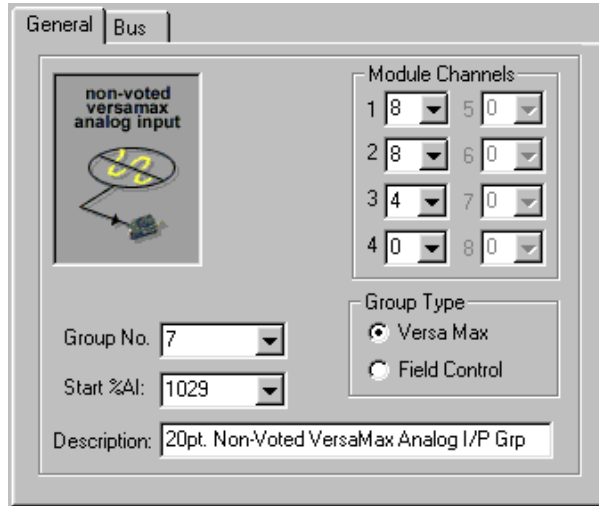 General Bus
non-voted
versamax
analog input
Module Channels
1 8 5 0
2 8 6 0
3 4 7 0
4 0 8 0
Group Type
Versa Max
Field Control
Group No. 7
Start %AI: 1029
Description: 20pt. Non-Voted VersaMax Analog I/P Grp